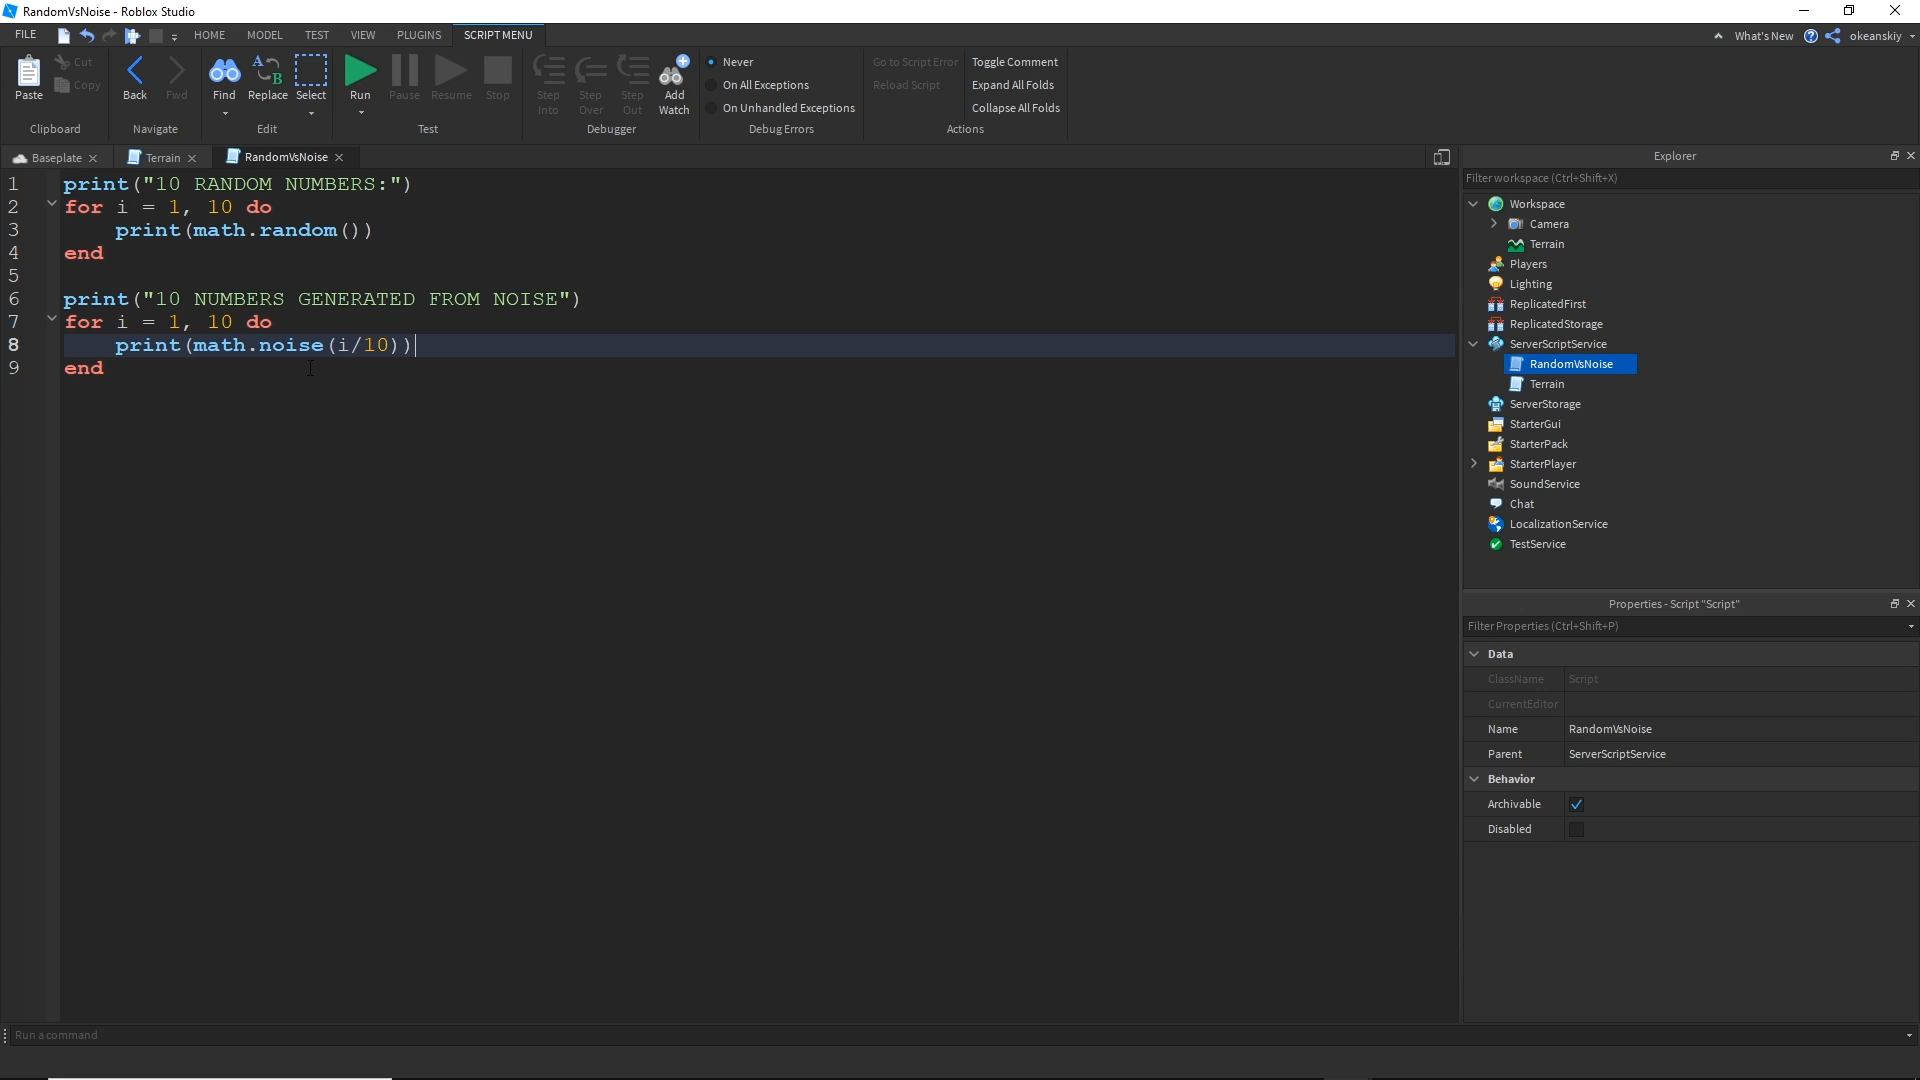 RandomVsNoise - Roblox Studio
FILE HOME MODEL TEST VIEW PLUGINS SCRIPT MENU What's New okeanskiy
Paste Cut Copy
Clipboard
Back Fwd
Navigate
Find Replace Select
Edit
Run Pause Resume Stop
Test
Step Into Step Over Step Out Add Watch
Debugger
Never
On All Exceptions
On Unhandled Exceptions
Debug Errors
Go to Script Error Toggle Comment
Reload Script Expand All Folds
Collapse All Folds
Actions
Baseplate Terrain RandomVsNoise
1 print("10 RANDOM NUMBERS:")
2 for i = 1, 10 do
3 print(math.random())
4 end
5
6 print("10 NUMBERS GENERATED FROM NOISE")
7 for i = 1, 10 do
8 print(math.noise(i/10))
9 end
Explorer
Filter workspace (Ctrl+Shift+X)
Workspace
Camera
Terrain
Players
Lighting
ReplicatedFirst
ReplicatedStorage
ServerScriptService
RandomVsNoise
Terrain
ServerStorage
StarterGui
StarterPack
StarterPlayer
SoundService
Chat
LocalizationService
TestService
Properties - Script "Script"
Filter Properties (Ctrl+Shift+P)
Data
ClassName Script
CurrentEditor
Name RandomVsNoise
Parent ServerScriptService
Behavior
Archivable
Disabled
Run a command